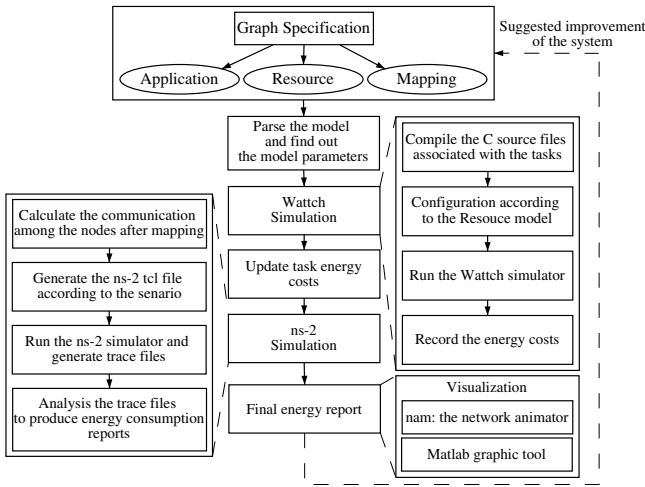 Graph Specification
Suggested improvement
of the system
Application
Resource
Mapping
Parse the model
and find out
the model parameters
Wattch
Simulation
Update task energy
costs
ns-2
Simulation
Final energy report
Compile the C source files
associated with the tasks
Configuration according
to the Resouce model
Run the Wattch simulator
Record the energy costs
Calculate the communication
among the nodes after mapping
Generate the ns-2 tcl file
according to the senario
Run the ns-2 simulator and
generate trace files
Analysis the trace files
to produce energy consumption
reports
Visualization
nam: the network animator
Matlab graphic tool